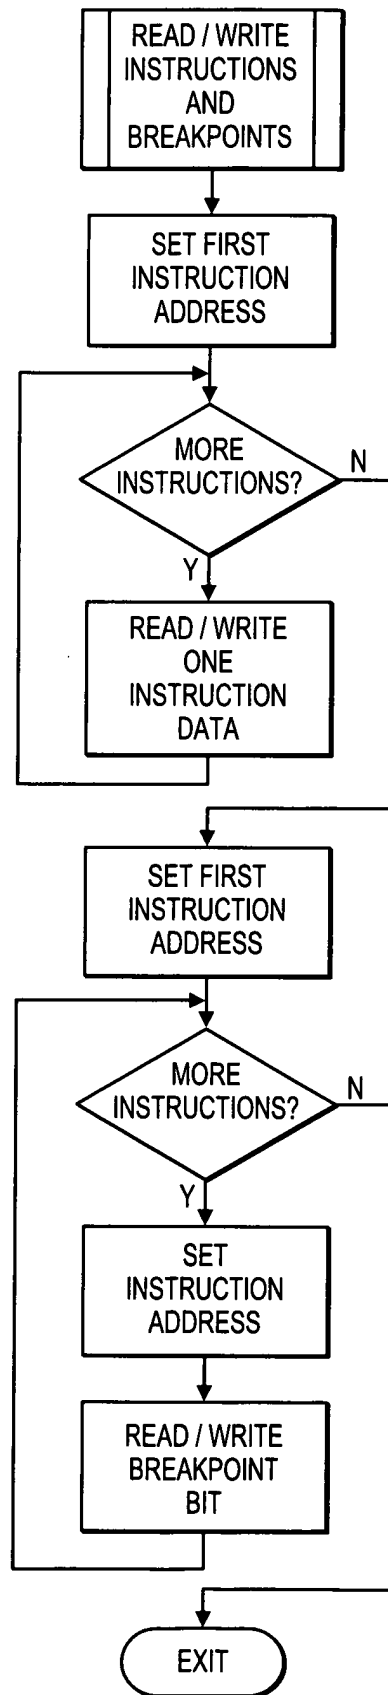 READ / WRITE
INSTRUCTIONS
AND
BREAKPOINTS
SET FIRST
INSTRUCTION
ADDRESS
MORE
INSTRUCTIONS?
N
Y
READ / WRITE
ONE
INSTRUCTION
DATA
SET FIRST
INSTRUCTION
ADDRESS
MORE
INSTRUCTIONS?
N
Y
SET
INSTRUCTION
ADDRESS
READ / WRITE
BREAKPOINT
BIT
EXIT